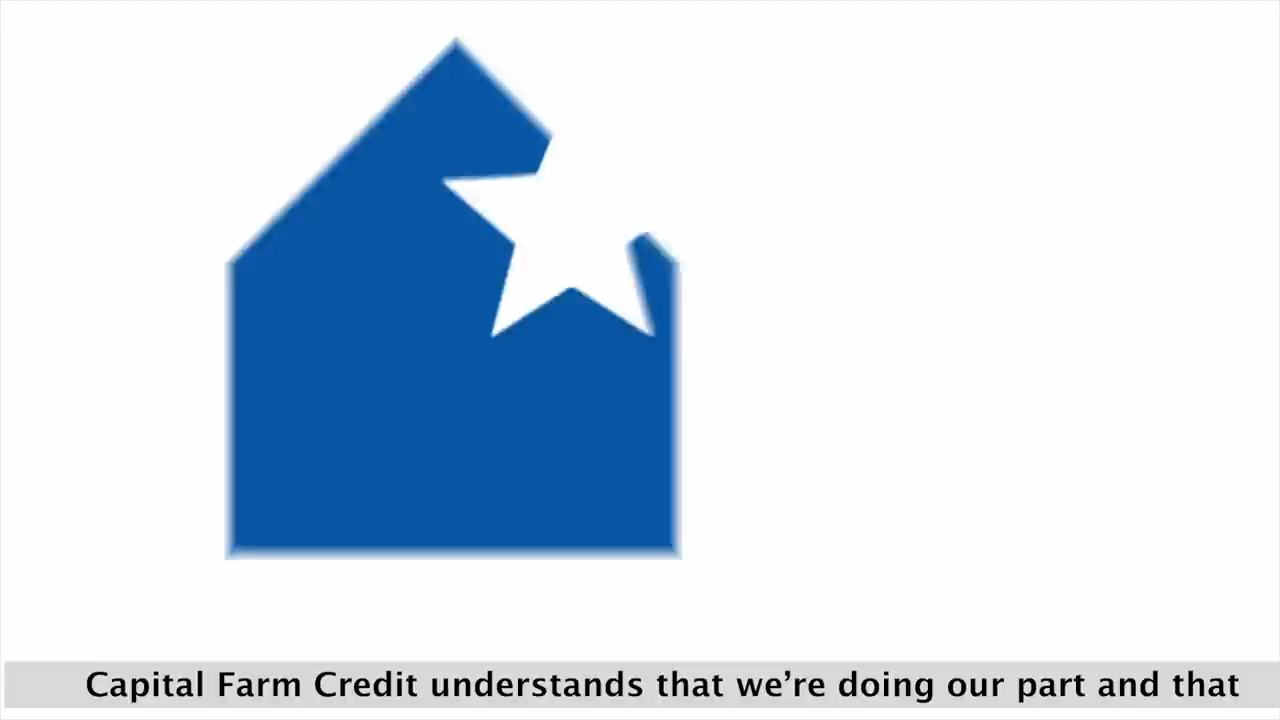 Capital Farm Credit understands that we’re doing our part and that